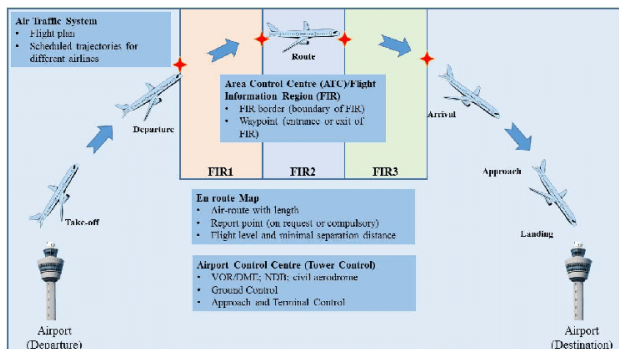 Air Traffic System
• Flight plan
• Scheduled trajectories for
different airlines
Route
Area Control Centre (ATC)/Flight
Information Region (FIR)
• FIR border (boundary of FIR)
• Waypoint (entrance or exit of
FIR)
Departure
Arrival
FIR1
FIR2
FIR3
Approach
En route Map
• Air-route with length
• Report point (on request or compulsory)
• Flight level and minimal separation distance
Take-off
Landing
Airport Control Centre (Tower Control)
• VOR/DME; NDB; civil aerodrome
• Ground Control
• Approach and Terminal Control
Airport
(Departure)
Airport
(Destination)